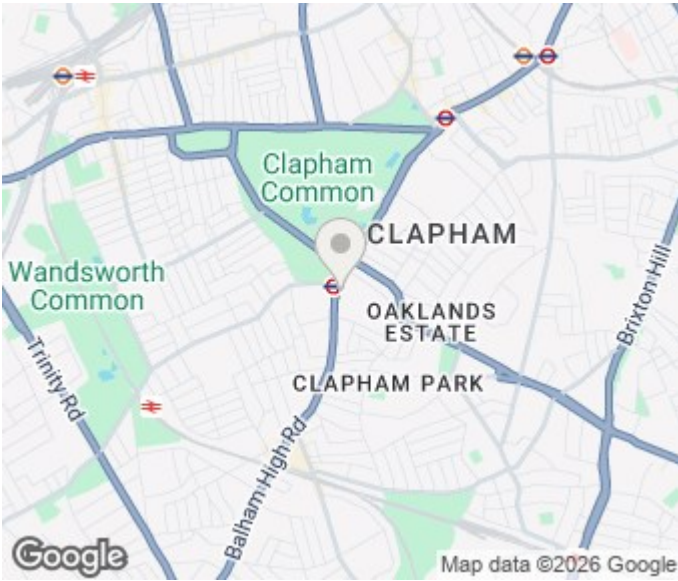 Clapham
Common
CLAPHAM
Wandsworth
Common
OAKLANDS
ESTATE
Brixton Hill
Trinity Rd
CLAPHAM PARK
Balham High Rd
Google
Map data ©2026 Google